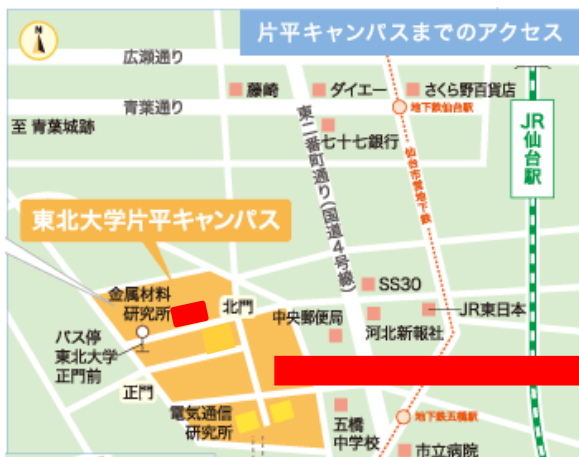 片平キャンパスまでのアクセス
N
広瀬通り
藤崎
ダイエー
さくら野百貨店
青葉通り
地下鉄仙台駅
至 青葉城跡
七十七銀行
JR仙台駅
東二番町通り(国道4号線)
仙台市営地下鉄
東北大学片平キャンパス
SS30
金属材料
研究所
北門
中央郵便局
河北新報社
JR東日本
バス停
東北大学
正門前
正門
電気通信
研究所
五橋
中学校
地下鉄五橋駅
市立病院